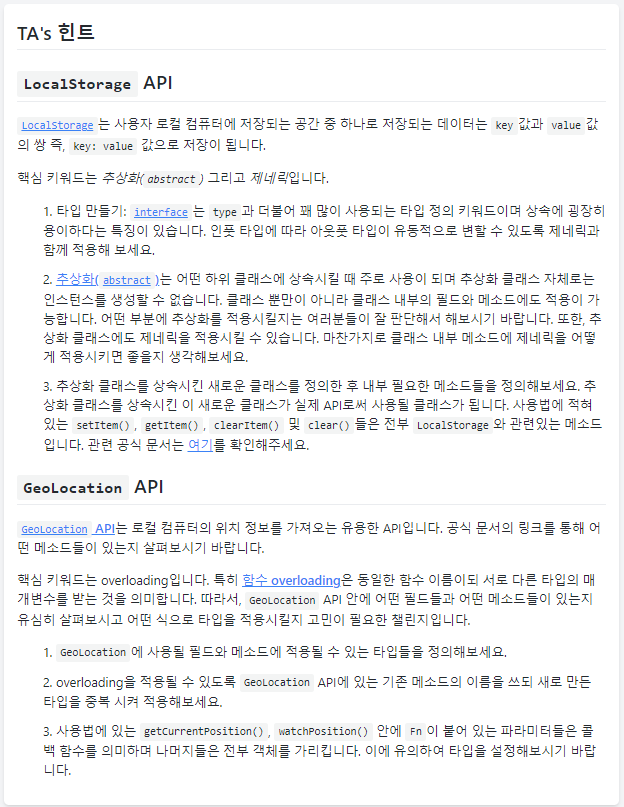 TA's 힌트
LocalStorage API
LocalStorage 는 사용자 로컬 컴퓨터에 저장되는 공간 중 하나로 저장되는 데이터는 key 값과 value 값
의 쌍 즉, key: value 값으로 저장이 됩니다.
핵심 키워드는 추상화( abstract ) 그리고 제네릭입니다.
1. 타입 만들기: interface 는 type 과 더불어 꽤 많이 사용되는 타입 정의 키워드이며 상속에 굉장히
용이하다는 특징이 있습니다. 인풋 타입에 따라 아웃풋 타입이 유동적으로 변할 수 있도록 제네릭과
함께 적용해 보세요.
2. 추상화( abstract )는 어떤 하위 클래스에 상속시킬 때 주로 사용이 되며 추상화 클래스 자체로는
인스턴스를 생성할 수 없습니다. 클래스 뿐만이 아니라 클래스 내부의 필드와 메소드에도 적용이 가
능합니다. 어떤 부분에 추상화를 적용시킬지는 여러분들이 잘 판단해서 해보시기 바랍니다. 또한, 추
상화 클래스에도 제네릭을 적용시킬 수 있습니다. 마찬가지로 클래스 내부 메소드에 제네릭을 어떻
게 적용시키면 좋을지 생각해보세요.
3. 추상화 클래스를 상속시킨 새로운 클래스를 정의한 후 내부 필요한 메소드들을 정의해보세요. 추
상화 클래스를 상속시킨 이 새로운 클래스가 실제 API로써 사용될 클래스가 됩니다. 사용법에 적혀
있는 setItem() , getItem() , clearItem() 및 clear() 들은 전부 LocalStorage 와 관련있는 메소드
입니다. 관련 공식 문서는 여기를 확인해주세요.
GeoLocation API
GeoLocation API는 로컬 컴퓨터의 위치 정보를 가져오는 유용한 API입니다. 공식 문서의 링크를 통해 어
떤 메소드들이 있는지 살펴보시기 바랍니다.
핵심 키워드는 overloading입니다. 특히 함수 overloading은 동일한 함수 이름이되 서로 다른 타입의 매
개변수를 받는 것을 의미합니다. 따라서, GeoLocation API 안에 어떤 필드들과 어떤 메소드들이 있는지
유심히 살펴보시고 어떤 식으로 타입을 적용시킬지 고민이 필요한 챌린지입니다.
1. GeoLocation 에 사용될 필드와 메소드에 적용될 수 있는 타입들을 정의해보세요.
2. overloading을 적용될 수 있도록 GeoLocation API에 있는 기존 메소드의 이름을 쓰되 새로 만든
타입을 중복 시켜 적용해보세요.
3. 사용법에 있는 getCurrentPosition() , watchPosition() 안에 Fn 이 붙어 있는 파라미터들은 콜
백 함수를 의미하며 나머지들은 전부 객체를 가리킵니다. 이에 유의하여 타입을 설정해보시기 바랍
니다.